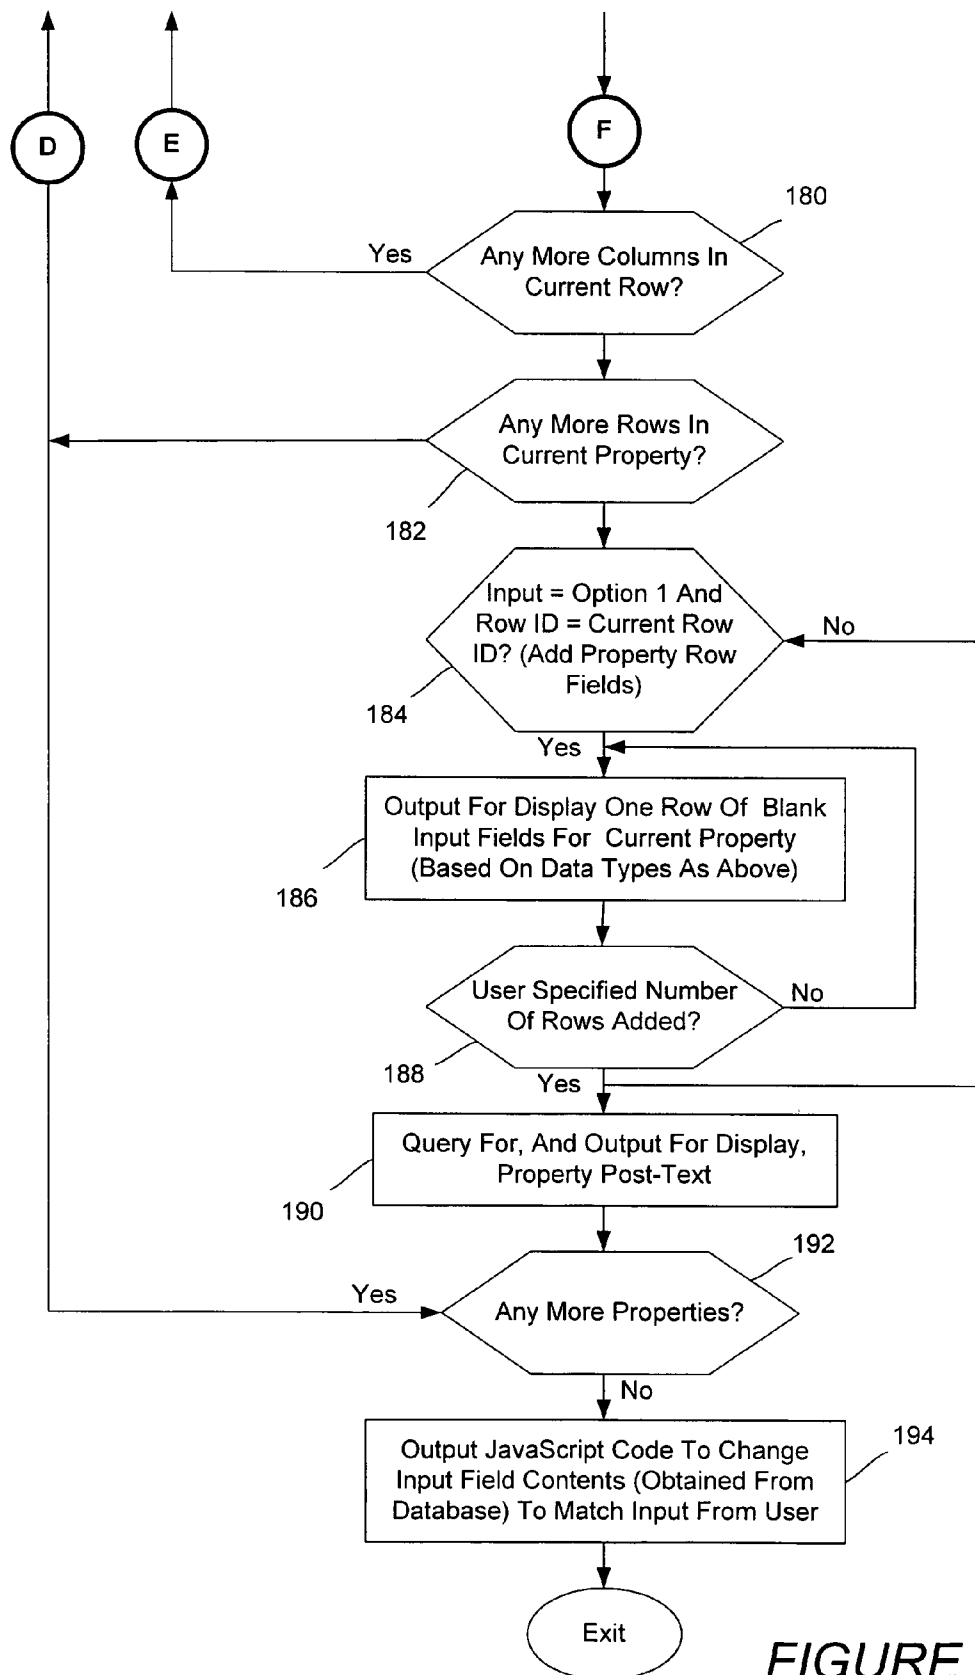 D
E
F
180
Yes
Any More Columns In
Current Row?
Any More Rows In
Current Property?
182
Input = Option 1 And
Row ID = Current Row
ID? (Add Property Row
Fields)
No
184
Yes
Output For Display One Row Of Blank
Input Fields For Current Property
(Based On Data Types As Above)
186
User Specified Number
Of Rows Added?
No
188
Yes
Query For, And Output For Display,
Property Post-Text
190
192
Yes
Any More Properties?
No
194
Output JavaScript Code To Change
Input Field Contents (Obtained From
Database) To Match Input From User
Exit
FIGURE